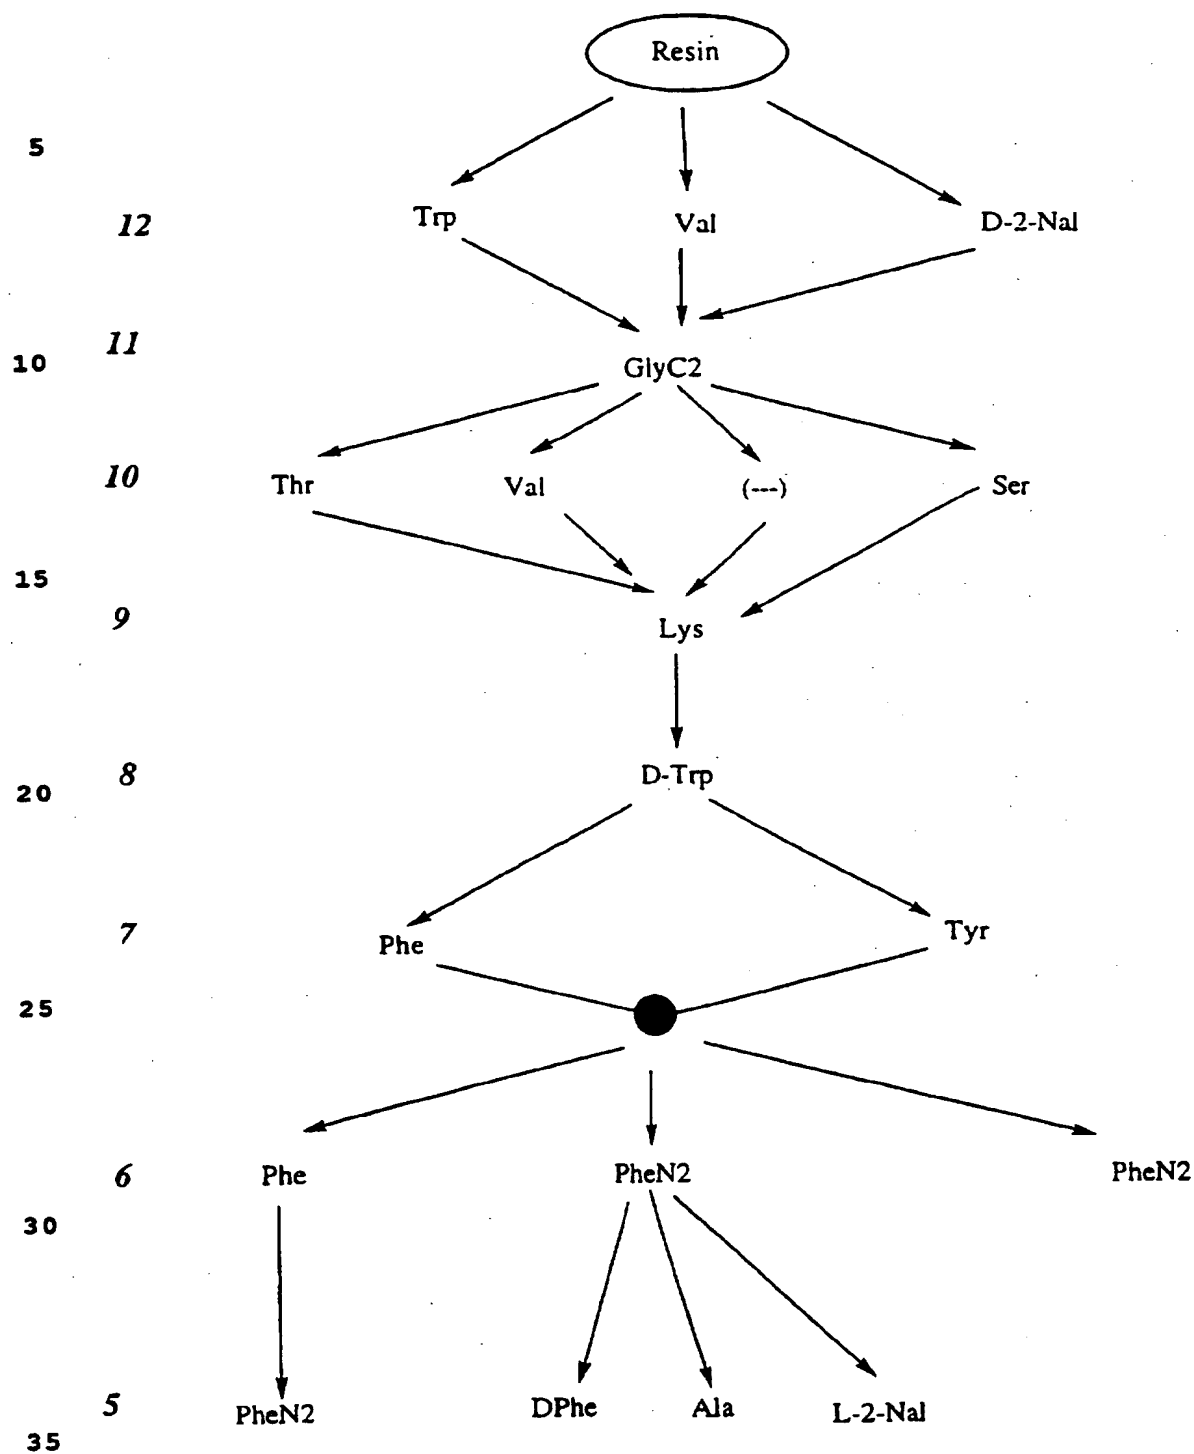 Resin
5
12 Trp Val D-2-Nal
11
10 GlyC2
10 Thr Val (---) Ser
15
9 Lys
8 D-Trp
20
7 Phe Tyr
25
6 Phe PheN2 PheN2
30
5 PheN2 DPhe Ala L-2-Nal
35